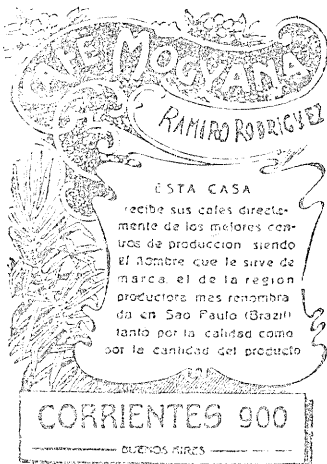 CAFE MOGYANA
RAMIRO RODRIGUEZ
ESTA CASA
recibe sus cafes directa-
mente de los mejores cen-
tros de produccion siendo
El nombre que le sirve de
marca, el de la region
productora mas renombra
da en Sao Paulo (Brazil)
tanto por la calidad como
por la cantidad del producto
CORRIENTES 900
BUENOS AIRES